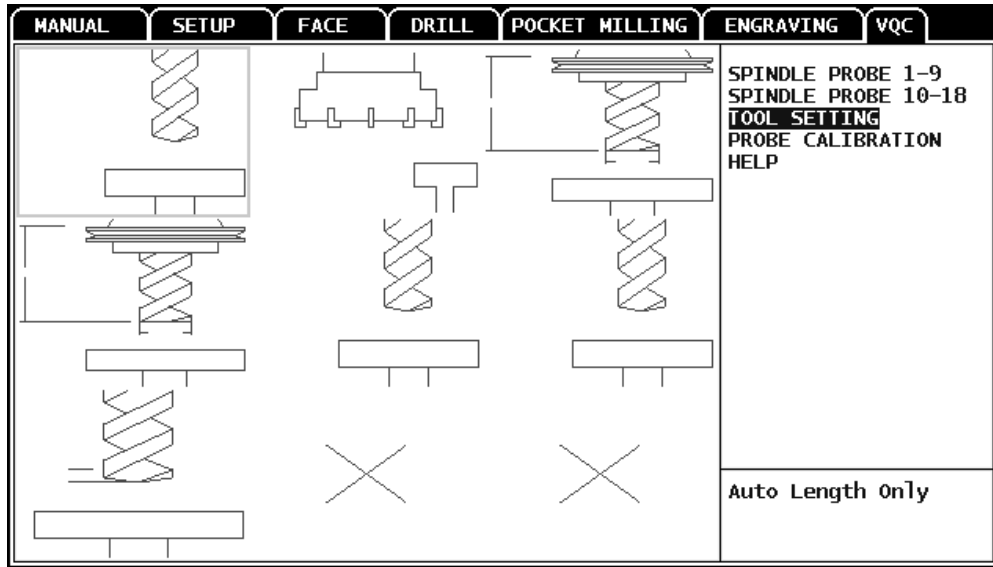 MANUAL SETUP FACE DRILL POCKET MILLING ENGRAVING VQC
SPINDLE PROBE 1-9
SPINDLE PROBE 10-18
TOOL SETTING
PROBE CALIBRATION
HELP
Auto Length Only